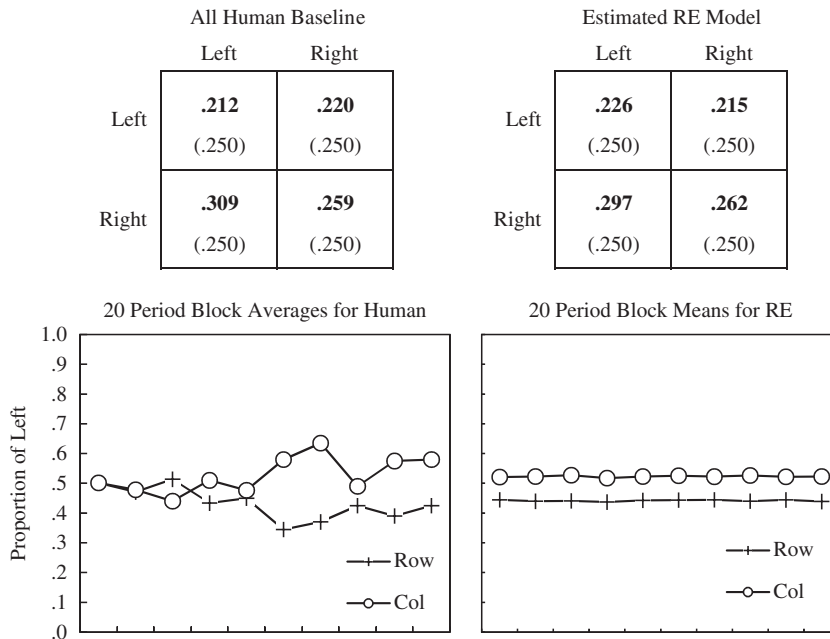 All Human Baseline
Left Right
Left .212 .220
(.250) (.250)
Right .309 .259
(.250) (.250)
Estimated RE Model
Left Right
Left .226 .215
(.250) (.250)
Right .297 .262
(.250) (.250)
20 Period Block Averages for Human
Proportion of Left
1.0
.9
.8
.7
.6
.5
.4
.3
.2
.1
.0
Row
Col
20 Period Block Means for RE
Row
Col